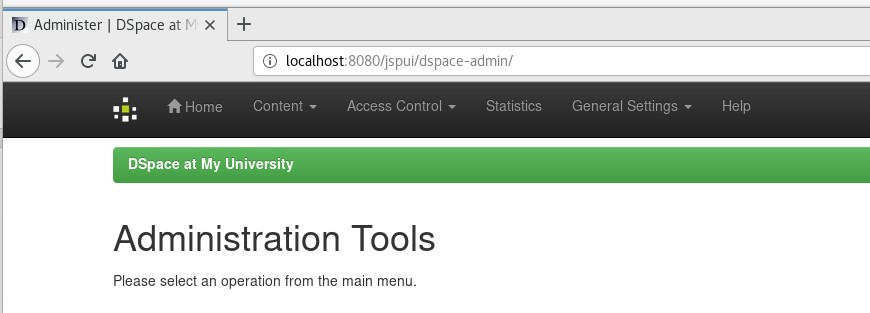 Administer | DSpace at M
localhost:8080/jspui/dspace-admin/
Home Content Access Control Statistics General Settings Help
DSpace at My University
Administration Tools
Please select an operation from the main menu.